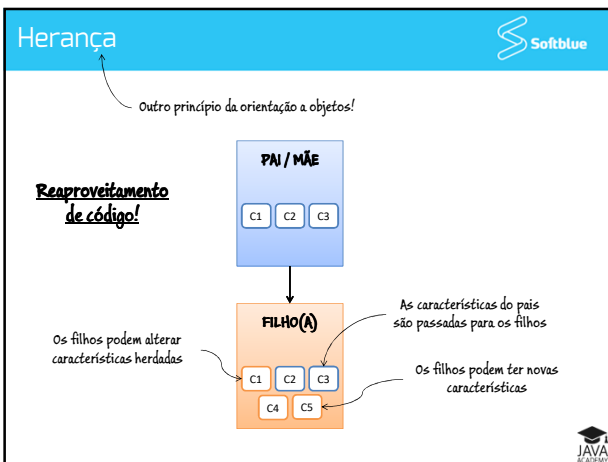 Herança
Softblue
Outro princípio da orientação a objetos!
PAI / MÃE
Reaproveitamento
de código!
C1 C2 C3
FILHO(A)
As características do pais
são passadas para os filhos
Os filhos podem alterar
características herdadas
C1 C2 C3
Os filhos podem ter novas
características
C4 C5
JAVA
ACADEMY